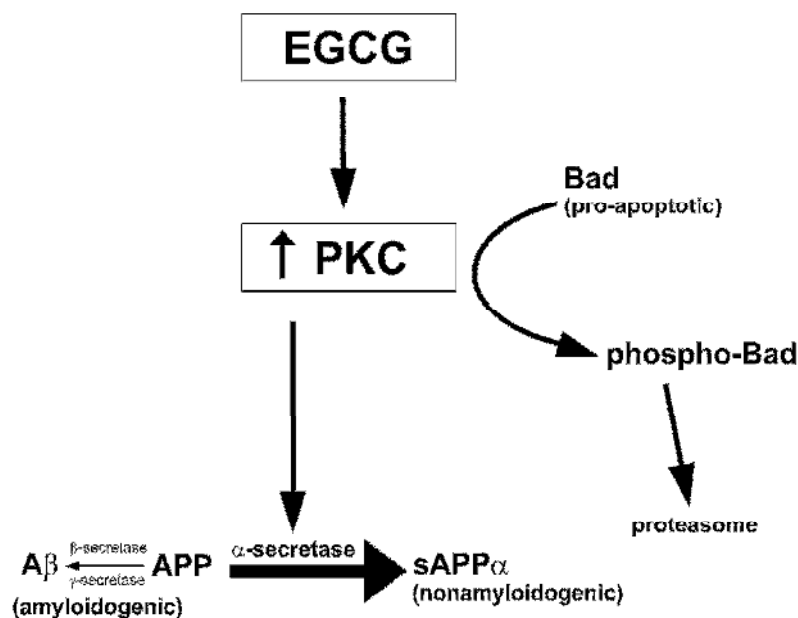 EGCG
Bad
(pro-apoptotic)
↑ PKC
phospho-Bad
proteasome
β-secretase
α-secretase
Aβ
APP
sAPPα
γ-secretase
(amyloidogenic)
(nonamyloidogenic)